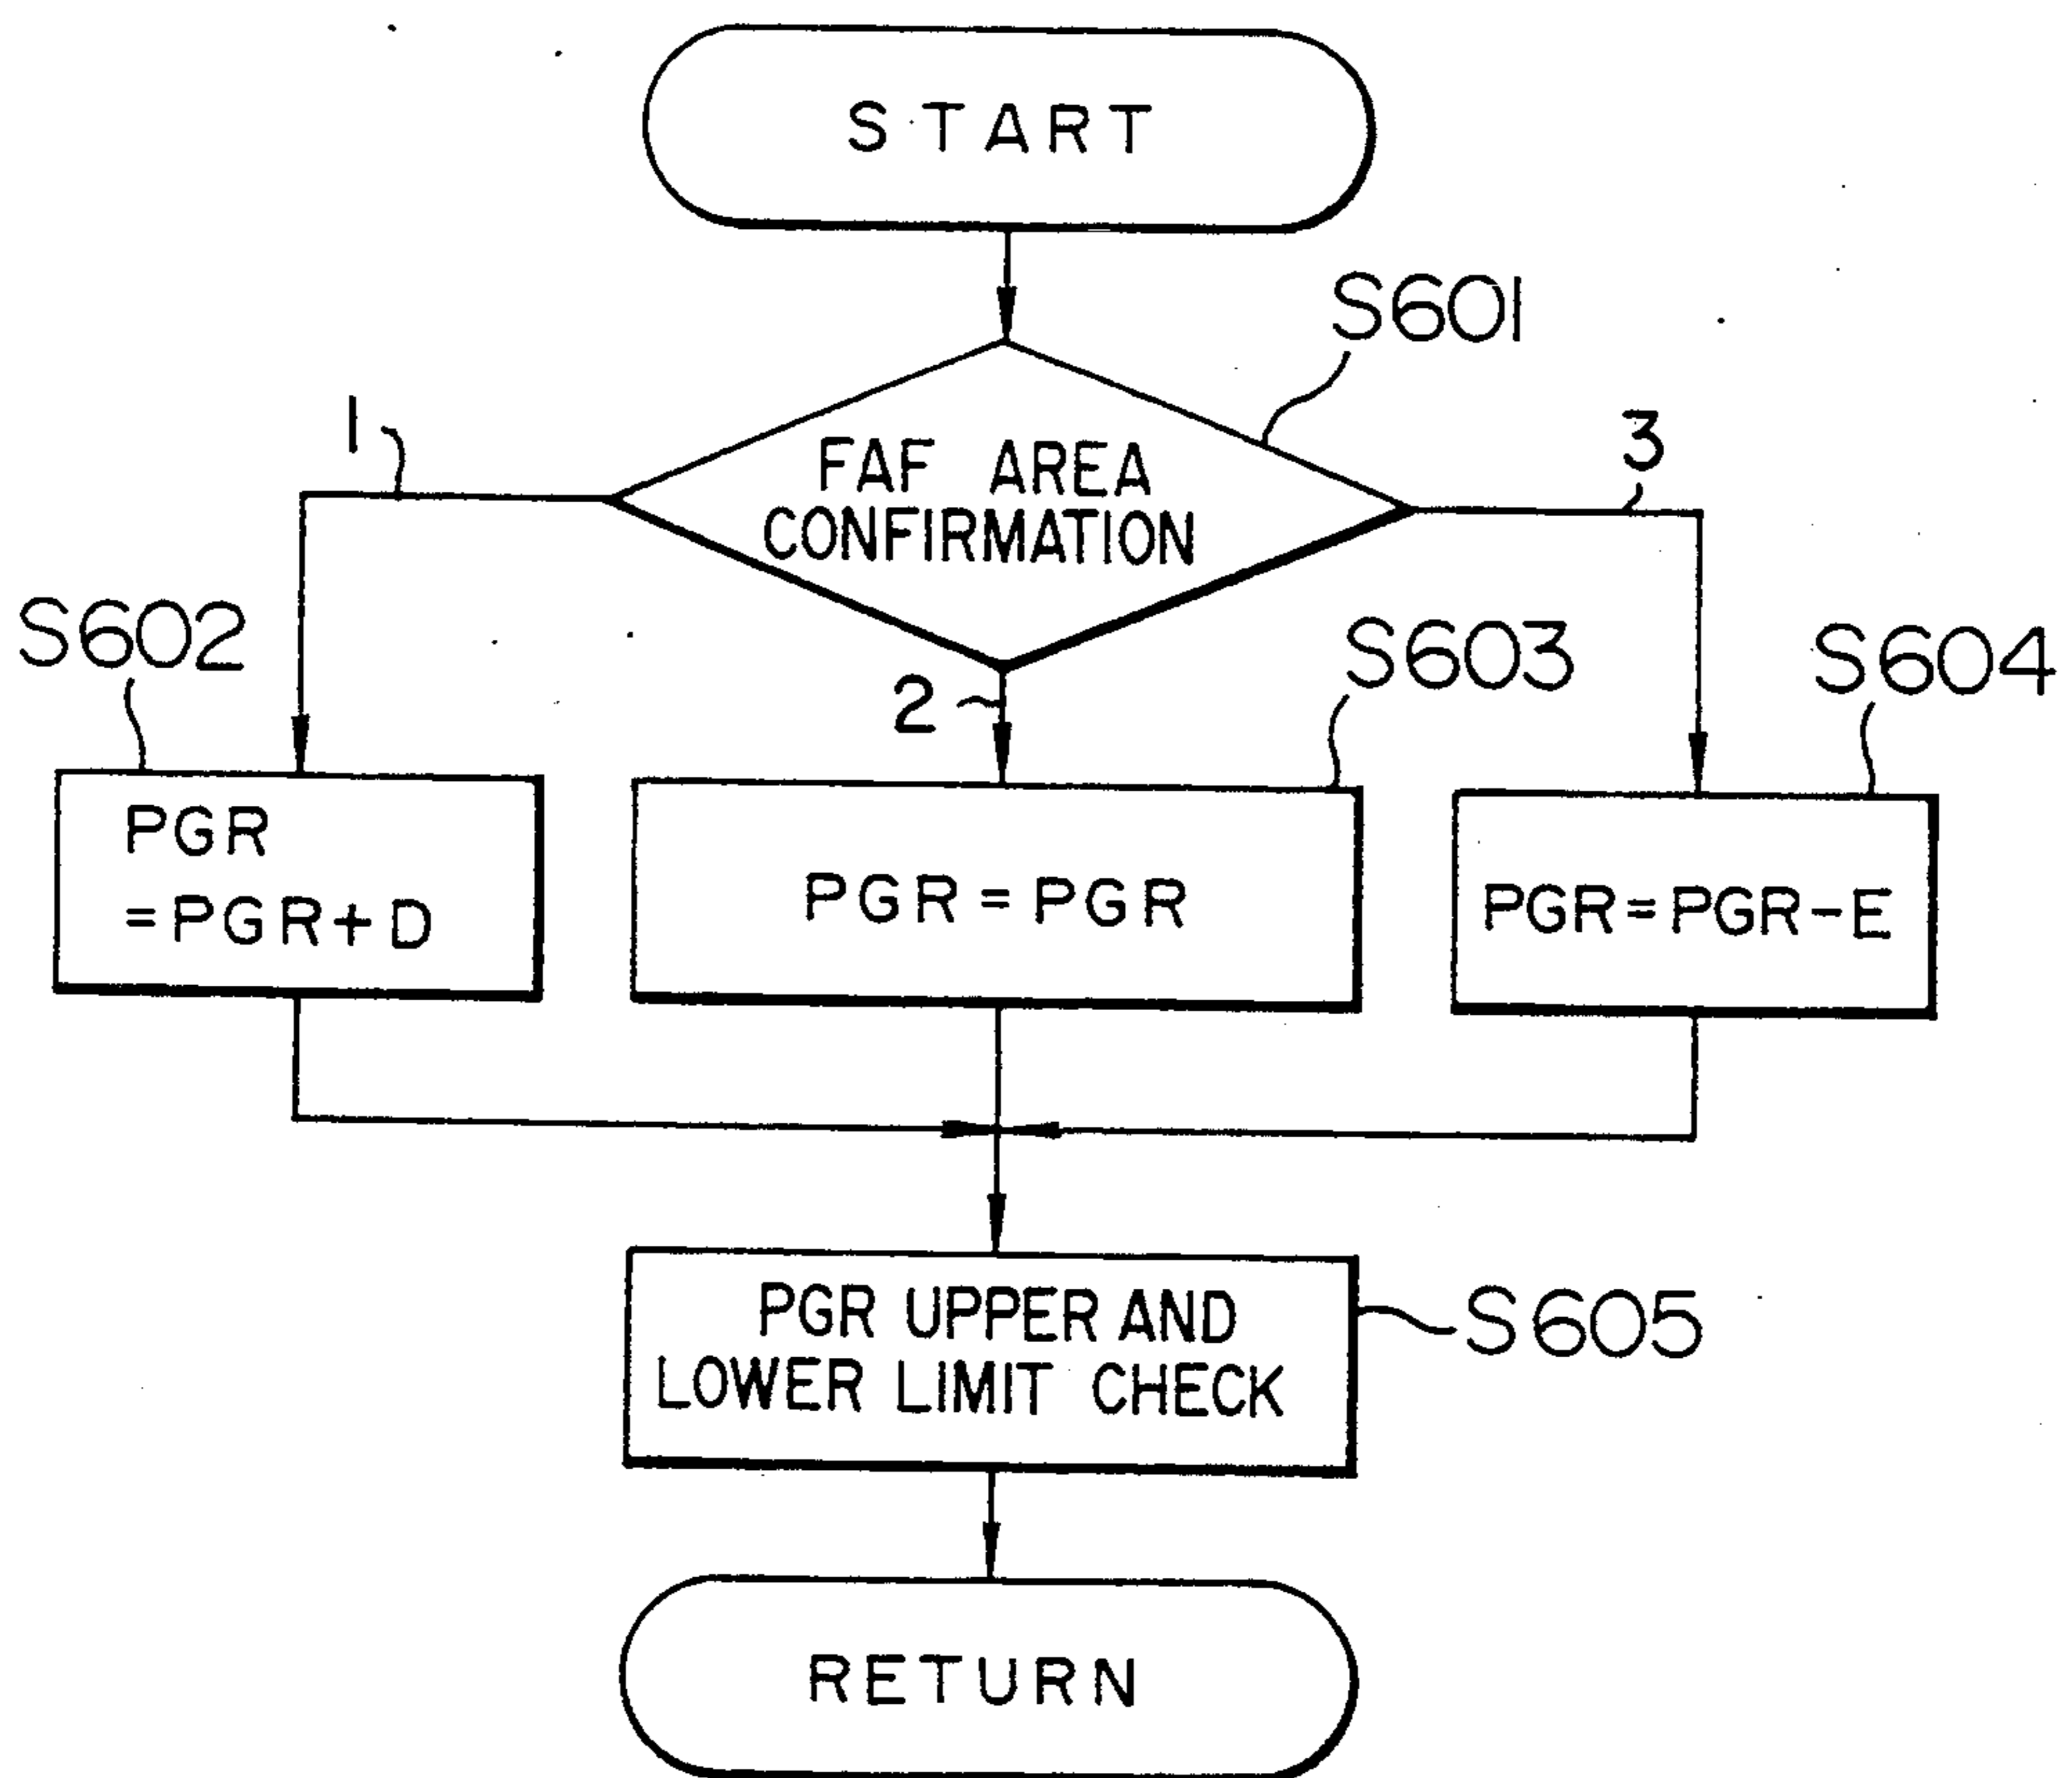 START
S601
1
FAF AREA
CONFIRMATION
3
S602
2
S603
S604
PGR
=PGR+D
PGR=PGR
PGR=PGR-E
PGR UPPER AND
LOWER LIMIT CHECK
S605
RETURN